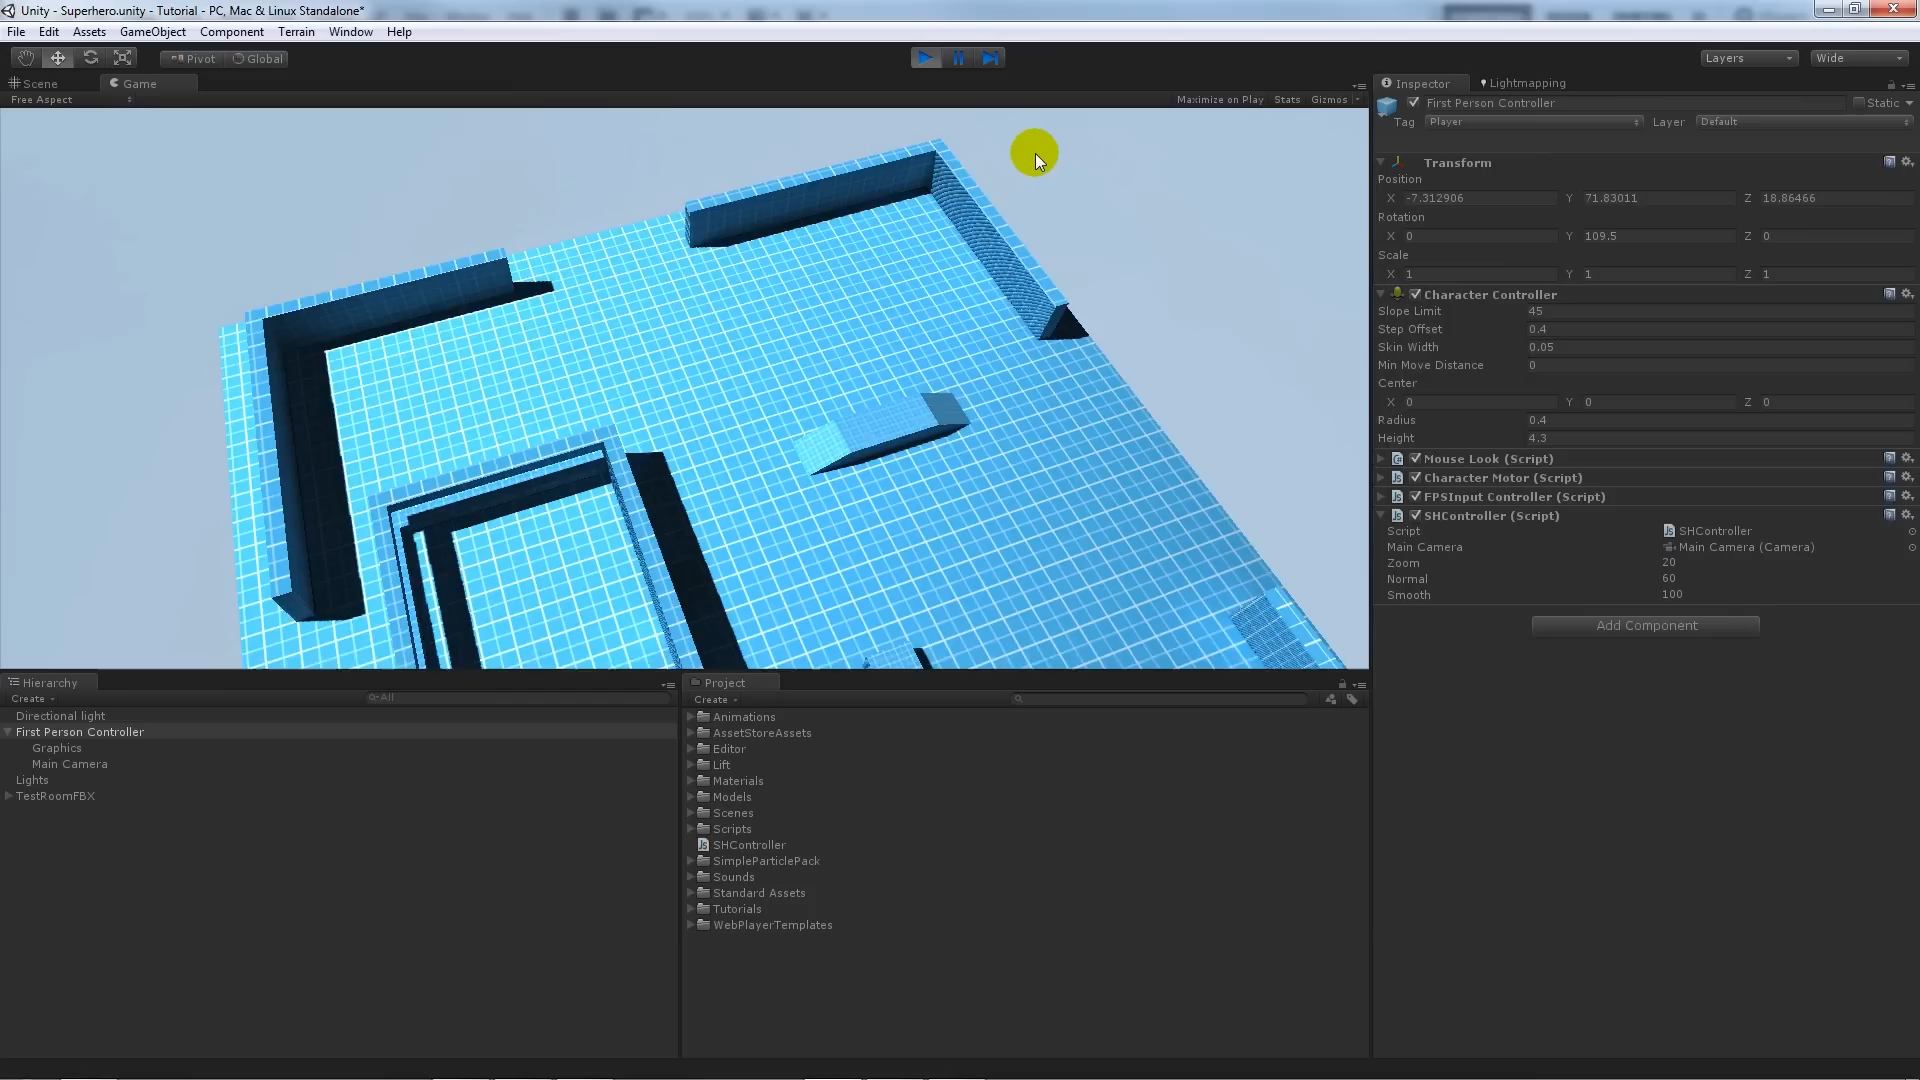 Unity - Superhero.unity - Tutorial - PC, Mac & Linux Standalone*
File Edit Assets GameObject Component Terrain Window Help
Pivot Global Layers Wide
Scene Game
Free Aspect Maximize on Play Stats Gizmos
Inspector Lightmapping
First Person Controller Static
Tag Player Layer Default
Transform
Position
X -7.312906 Y 71.83011 Z 18.86466
Rotation
X 0 Y 109.5 Z 0
Scale
X 1 Y 1 Z 1
Character Controller
Slope Limit 45
Step Offset 0.4
Skin Width 0.05
Min Move Distance 0
Center
X 0 Y 0 Z 0
Radius 0.4
Height 4.3
Mouse Look (Script)
Character Motor (Script)
FPSInput Controller (Script)
SHController (Script)
Script SHController
Main Camera Main Camera (Camera)
Zoom 20
Normal 60
Smooth 100
Add Component
Hierarchy
Create All
Directional light
First Person Controller
Graphics
Main Camera
Lights
TestRoomFBX
Project
Create
Animations
AssetStoreAssets
Editor
Lift
Materials
Models
Scenes
Scripts
SHController
SimpleParticlePack
Sounds
Standard Assets
Tutorials
WebPlayerTemplates